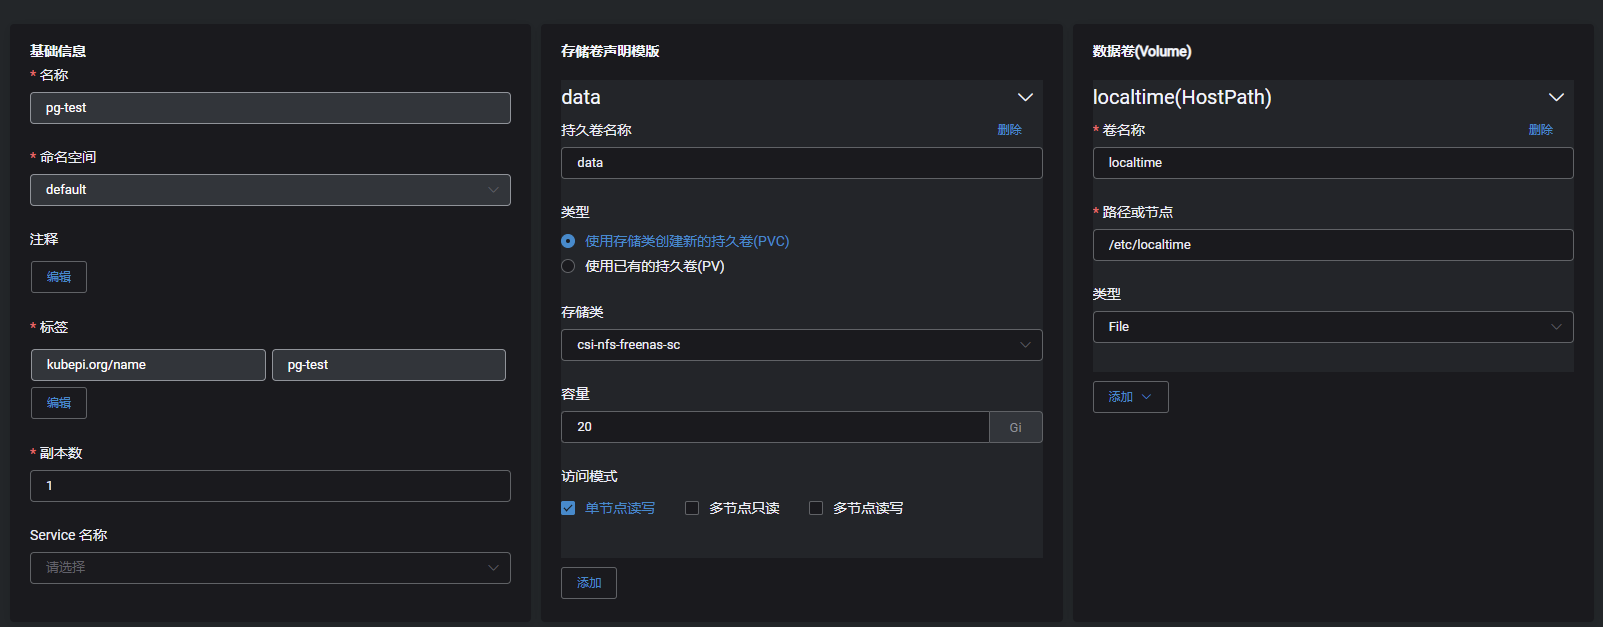 基础信息
* 名称
pg-test
* 命名空间
default
注释
编辑
* 标签
kubepi.org/name
pg-test
编辑
* 副本数
1
Service 名称
请选择
存储卷声明模版
data
持久卷名称
删除
data
类型
使用存储类创建新的持久卷(PVC)
使用已有的持久卷(PV)
存储类
csi-nfs-freenas-sc
容量
20
Gi
访问模式
单节点读写
多节点只读
多节点读写
添加
数据卷(Volume)
localtime(HostPath)
* 卷名称
删除
localtime
* 路径或节点
/etc/localtime
类型
File
添加